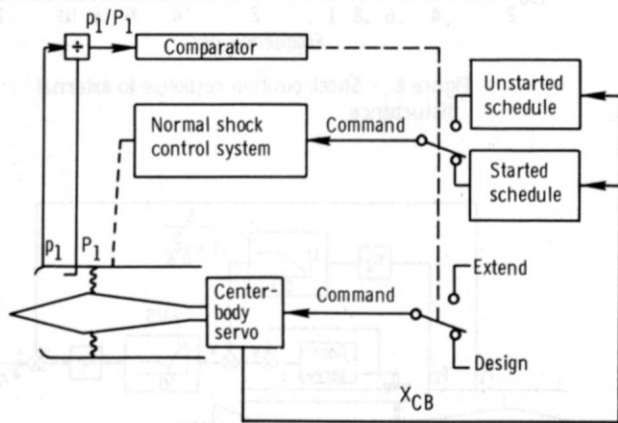 p₁/P₁
÷
Comparator
Unstarted
schedule
Normal shock
control system
Command
Started
schedule
p₁
P₁
Extend
Center-
body
servo
Command
Design
X_CB